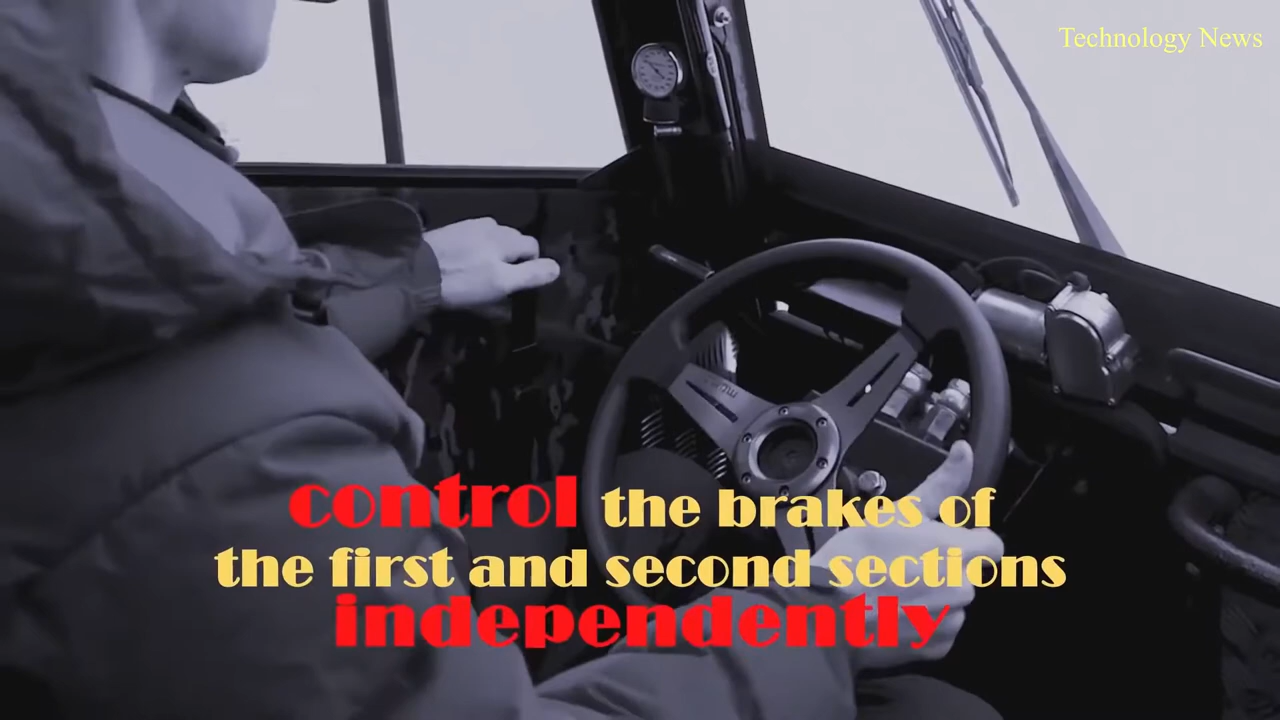 Technology News
control the brakes of
the first and second sections
independently